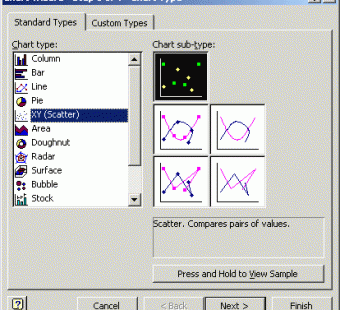 Standard Types Custom Types
Chart type:
Chart sub-type:
Column
Bar
Line
Pie
XY (Scatter)
Area
Doughnut
Radar
Surface
Bubble
Stock
Scatter. Compares pairs of values.
Press and Hold to View Sample
Cancel < Back Next > Finish